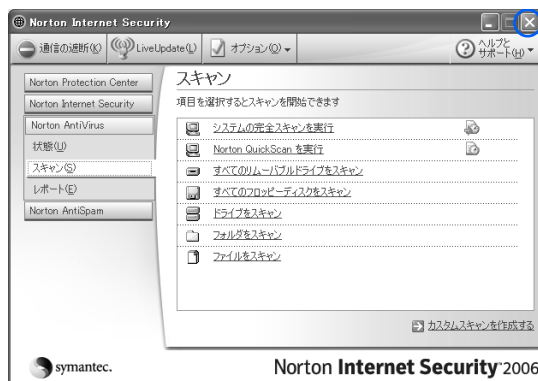 Norton Internet Security
通信の遮断(K)
LiveUpdate(L)
オプション(O)
ヘルプと
サポート(H)
Norton Protection Center
Norton Internet Security
Norton AntiVirus
状態(U)
スキャン(S)
レポート(E)
Norton AntiSpam
スキャン
項目を選択するとスキャンを開始できます
システムの完全スキャンを実行
Norton QuickScan を実行
すべてのリムーバブルドライブをスキャン
すべてのフロッピーディスクをスキャン
ドライブをスキャン
フォルダをスキャン
ファイルをスキャン
カスタムスキャンを作成する
symantec.
Norton Internet Security™ 2006